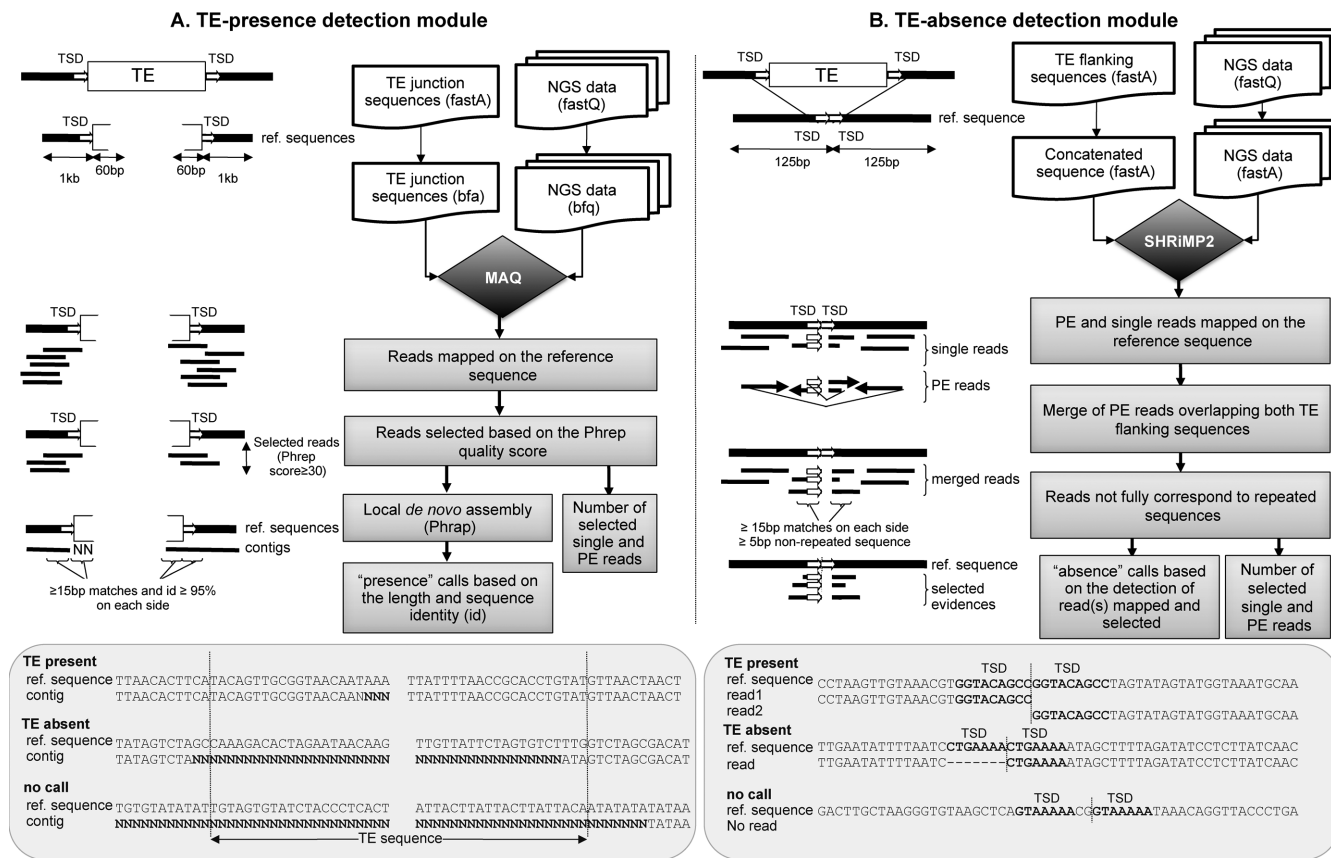 A. TE-presence detection module
TSD
TSD
TE
TSD
TSD
ref. sequences
60bp
60bp
1kb
1kb
TE junction
sequences (fastA)
NGS data
(fastQ)
TE junction
sequences (bfa)
NGS data
(bfq)
MAQ
TSD
TSD
Reads mapped on the reference
sequence
TSD
TSD
Selected reads
(Phrep
score≥30)
Reads selected based on the Phrep
quality score
Local de novo assembly
(Phrap)
Number of
selected
single and
PE reads
ref. sequences
NN
contigs
≥15bp matches and id ≥ 95%
on each side
"presence" calls based on
the length and sequence
identity (id)
TE present
ref. sequence TTAACACTTCATACAGTTGCGGTAACAATAAA TTATTTTAACCGCACCTGTATGTTAACTAACT
contig TTAACACTTCATACAGTTGCGGTAACAANNNN TTATTTTAACCGCACCTGTATGTTAACTAACT
TE absent
ref. sequence TATAGTCTAGCCAAAGACACTAGAATAACAAG TTGTTATTCTAGTGTCTTTGGTCTAGCGACAT
contig TATAGTCTANNNNNNNNNNNNNNNNNNNNNNN NNNNNNNNNNNNNNNNNATAGTCTAGCGACAT
no call
ref. sequence TGTGTATATATTGTAGTGTATCTACCCTCACT ATTACTTATTACTTATTACAATATATATATAA
contig NNNNNNNNNNNNNNNNNNNNNNNNNNNNNNNN NNNNNNNNNNNNNNNNNNNNNNNNNNNTATAA
TE sequence
B. TE-absence detection module
TSD
TSD
TE
ref. sequence
TSD
TSD
125bp
125bp
TE flanking
sequences (fastA)
NGS data
(fastQ)
Concatenated
sequence (fastA)
NGS data
(fastA)
SHRiMP2
TSD
TSD
single reads
PE reads
PE and single reads mapped on the
reference sequence
Merge of PE reads overlapping both TE
flanking sequences
TSD
TSD
merged reads
Reads not fully correspond to repeated
sequences
≥ 15bp matches on each side
≥ 5bp non-repeated sequence
ref. sequence
selected
evidences
"absence" calls based
on the detection of
read(s) mapped and
selected
Number of
selected
single and
PE reads
TE present
TSD TSD
ref. sequence CCTAAGTTGTAAACGTGGTACAGCCGGTACAGCCTAGTATAGTATGGTAAATGCAA
read1 CCTAAGTTGTAAACGTGGTACAGCC
read2 GGTACAGCCTAGTATAGTATGGTAAATGCAA
TE absent
TSD TSD
ref. sequence TTGAATATTTTAATCCTGAAAACTGAAAAATAGCTTTTAGATATCCTCTTATCAAC
read TTGAATATTTTAATC-------CTGAAAAATAGCTTTTAGATATCCTCTTATCAAC
no call
TSD TSD
ref. sequence GACTTGCTAAGGGTGTAAGCTCAGTAAAAACGGTAAAAATAAACAGGTTACCCTGA
No read